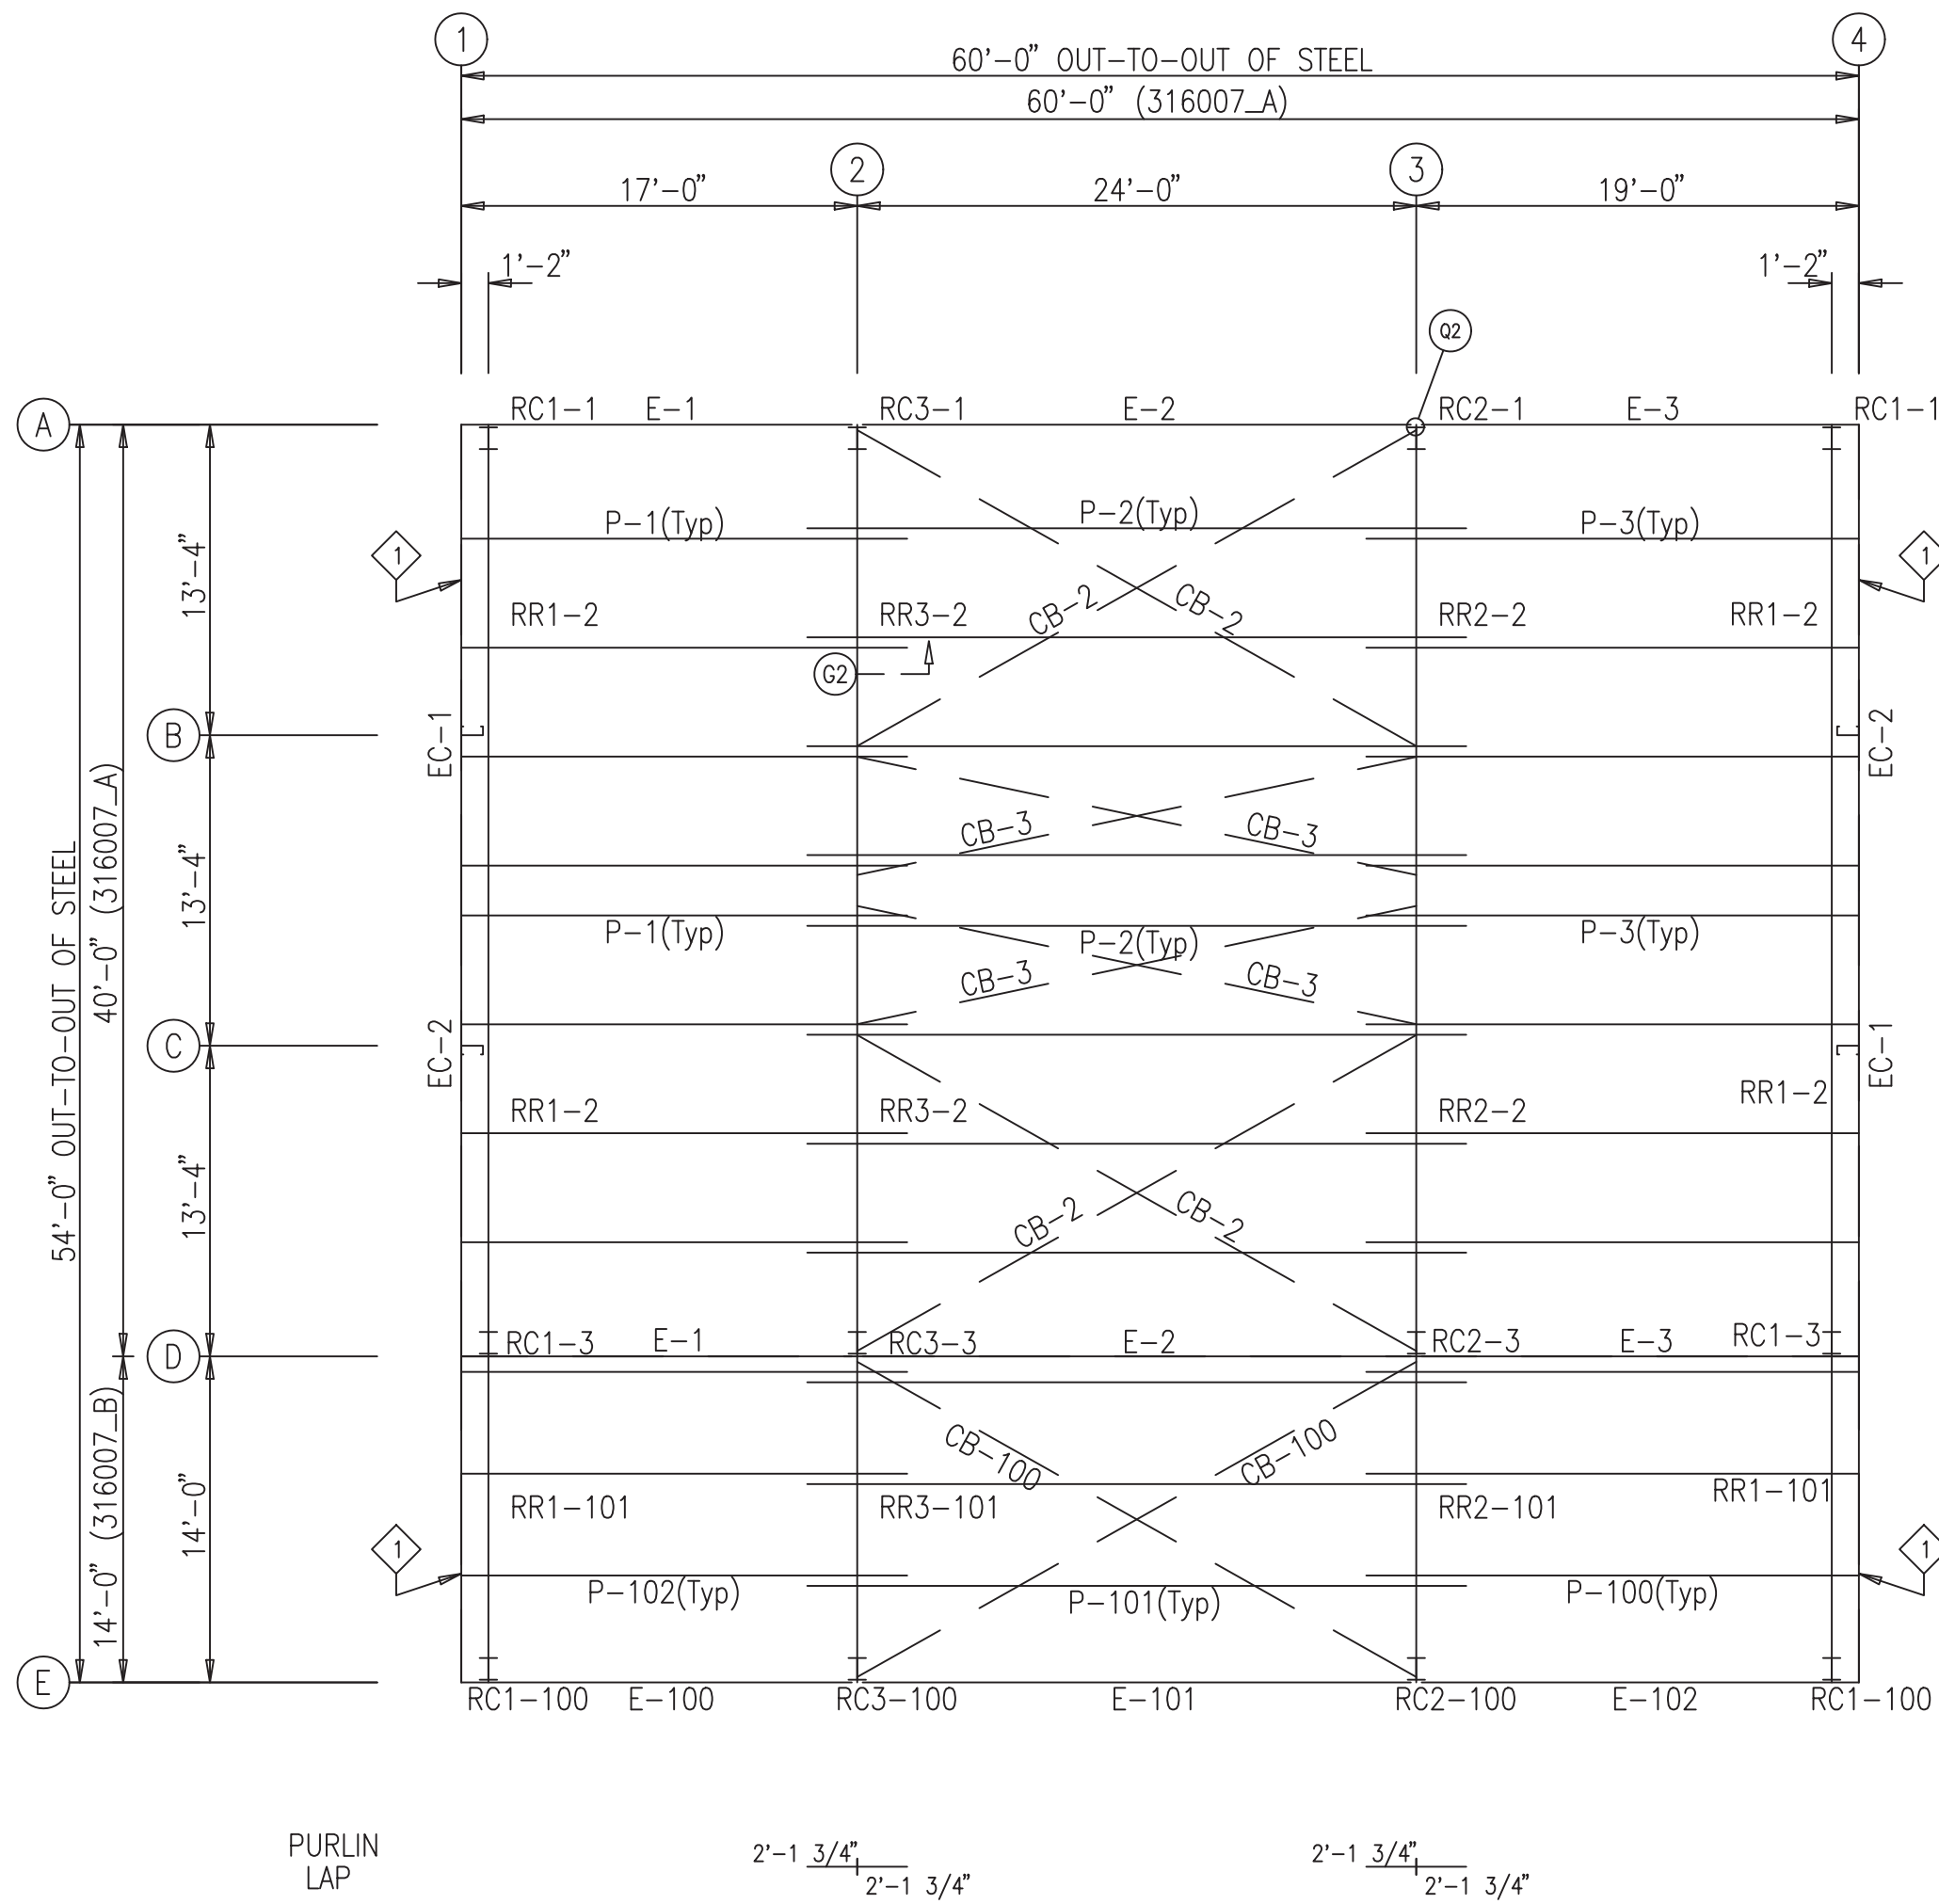 1
4
60'-0" OUT-TO-OUT OF STEEL
60'-0" (316007_A)
2
3
17'-0"
24'-0"
19'-0"
1'-2"
1'-2"
Q2
A
RC1-1
E-1
RC3-1
E-2
RC2-1
E-3
RC1-1
P-1(Typ)
P-2(Typ)
P-3(Typ)
1
1
13'-4"
RR1-2
RR3-2
CB-2
CB-2
RR2-2
RR1-2
G2
B
EC-1
EC-2
54'-0" OUT-TO-OUT OF STEEL
40'-0" (316007_A)
13'-4"
CB-3
CB-3
P-1(Typ)
P-2(Typ)
P-3(Typ)
CB-3
CB-3
C
EC-2
EC-1
RR1-2
RR3-2
RR2-2
RR1-2
13'-4"
CB-2
CB-2
D
RC1-3
E-1
RC3-3
E-2
RC2-3
E-3
RC1-3
14'-0" (316007_B)
14'-0"
CB-100
CB-100
RR1-101
RR3-101
RR2-101
RR1-101
1
1
P-102(Typ)
P-101(Typ)
P-100(Typ)
E
RC1-100
E-100
RC3-100
E-101
RC2-100
E-102
RC1-100
PURLIN
LAP
2'-1 3/4"
2'-1 3/4"
2'-1 3/4"
2'-1 3/4"